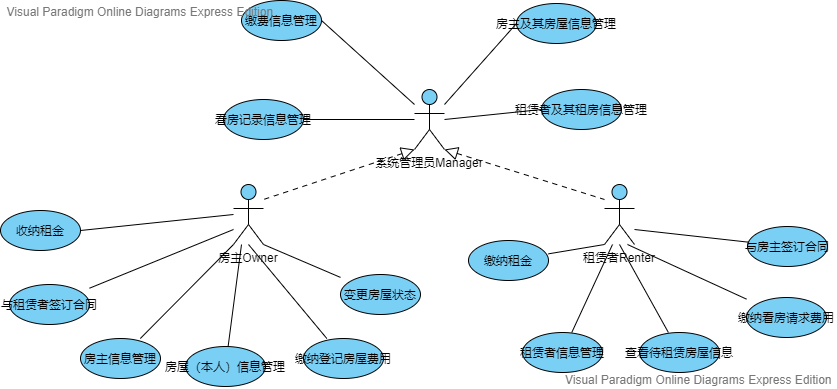 Visual Paradigm Online Diagrams Express Edition
缴费信息管理
房主及其房屋信息管理
看房记录信息管理
租赁者及其租房信息管理
系统管理员Manager
收纳租金
房主Owner
缴纳租金
租赁者Renter
与房主签订合同
与租赁者签订合同
变更房屋状态
缴纳看房请求费用
房主信息管理
房屋（本人）信息管理
缴纳登记房屋费用
租赁者信息管理
查看待租赁房屋信息
Visual Paradigm Online Diagrams Express Edition